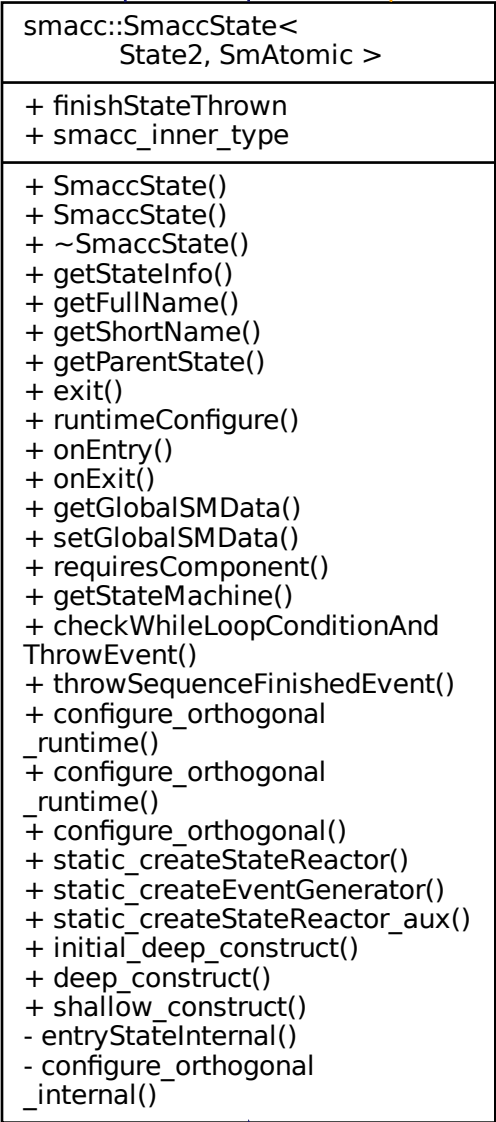 smacc::SmaccState<
State2, SmAtomic >
+ finishStateThrown
+ smacc_inner_type
+ SmaccState()
+ SmaccState()
+ ~SmaccState()
+ getStateInfo()
+ getFullName()
+ getShortName()
+ getParentState()
+ exit()
+ runtimeConfigure()
+ onEntry()
+ onExit()
+ getGlobalSMData()
+ setGlobalSMData()
+ requiresComponent()
+ getStateMachine()
+ checkWhileLoopConditionAnd
ThrowEvent()
+ throwSequenceFinishedEvent()
+ configure_orthogonal
_runtime()
+ configure_orthogonal
_runtime()
+ configure_orthogonal()
+ static_createStateReactor()
+ static_createEventGenerator()
+ static_createStateReactor_aux()
+ initial_deep_construct()
+ deep_construct()
+ shallow_construct()
- entryStateInternal()
- configure_orthogonal
_internal()